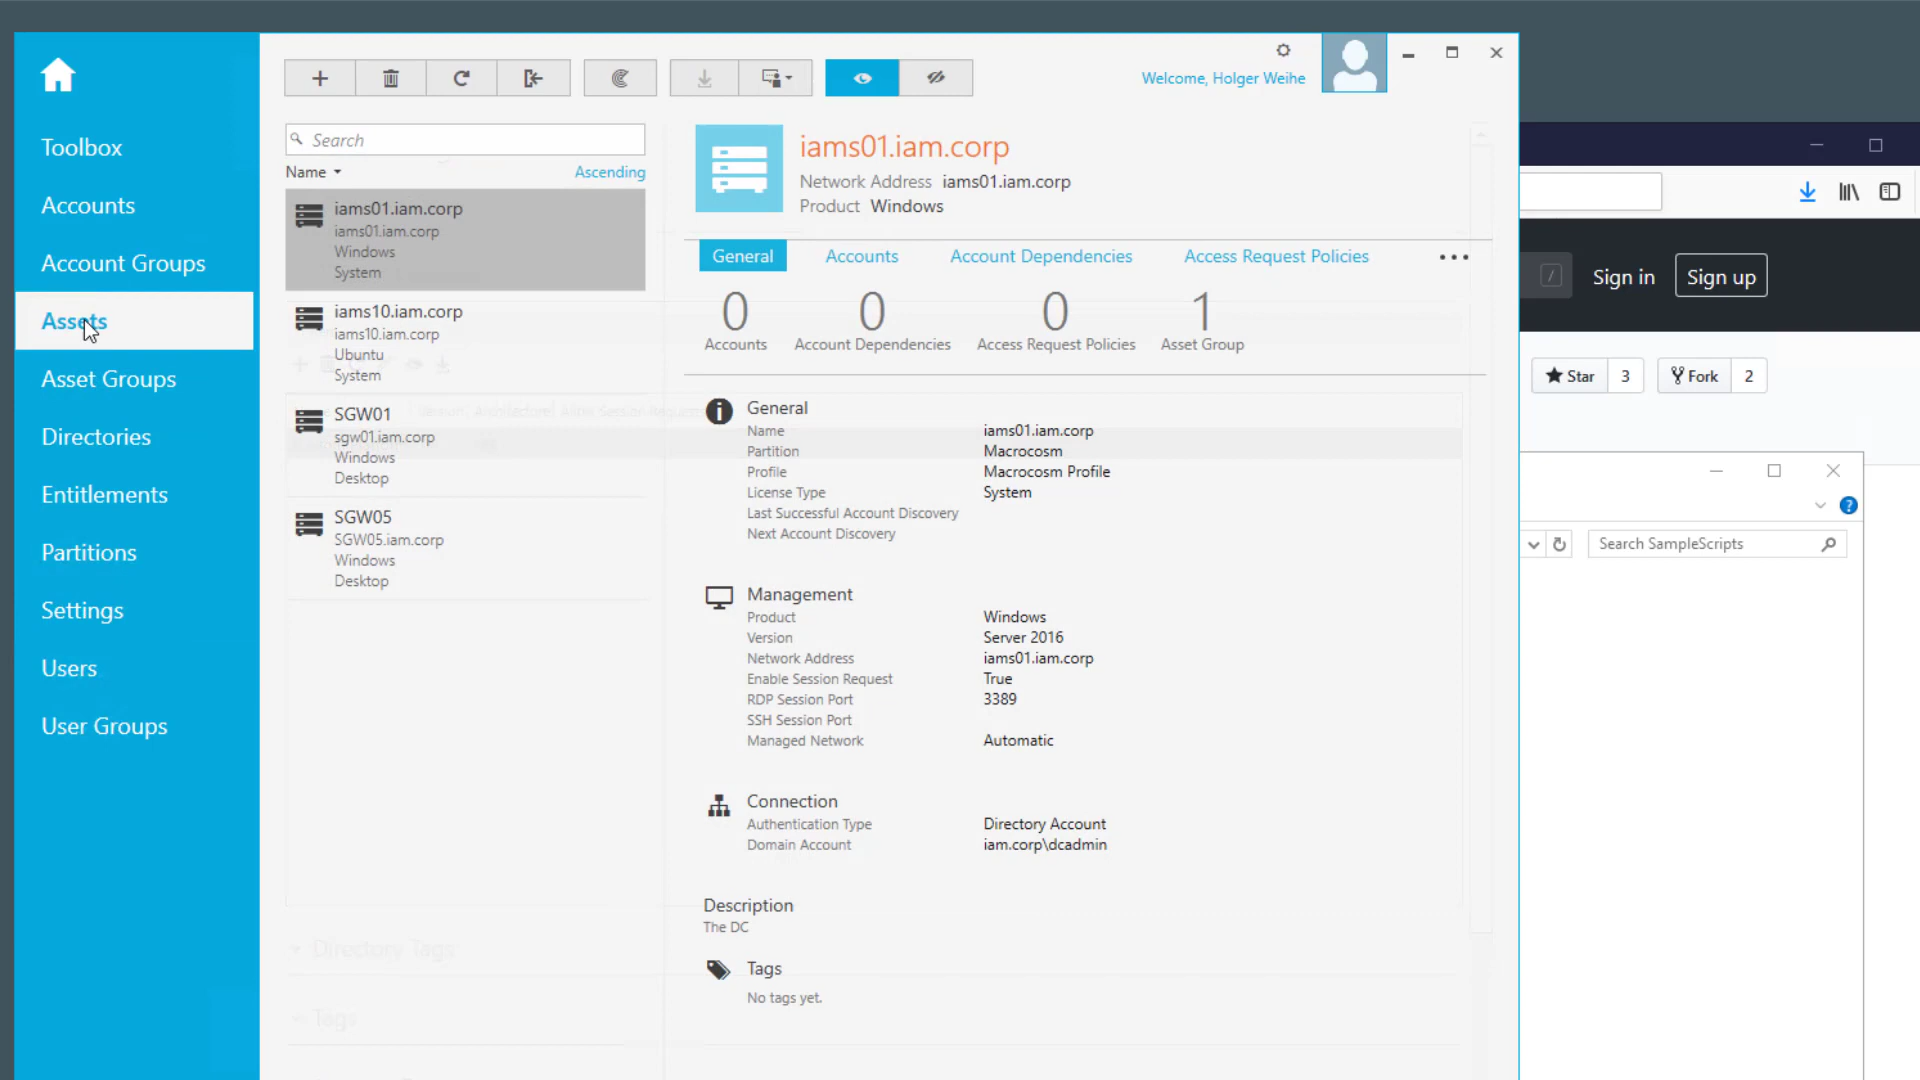 Welcome, Holger Weihe
Toolbox
Accounts
Account Groups
Assets
Asset Groups
Directories
Entitlements
Partitions
Settings
Users
User Groups
Search
Name
Ascending
iams01.iam.corp
iams01.iam.corp
Windows
System
iams10.iam.corp
iams10.iam.corp
Ubuntu
System
SGW01
sgw01.iam.corp
Windows
Desktop
SGW05
SGW05.iam.corp
Windows
Desktop
Directory Tags
Tags
iams01.iam.corp
Network Address iams01.iam.corp
Product Windows
General Accounts Account Dependencies Access Request Policies
0 0 0 1
Accounts Account Dependencies Access Request Policies Asset Group
General
Name iams01.iam.corp
Partition Macrocosm
Profile Macrocosm Profile
License Type System
Last Successful Account Discovery
Next Account Discovery
Management
Product Windows
Version Server 2016
Network Address iams01.iam.corp
Enable Session Request True
RDP Session Port 3389
SSH Session Port
Managed Network Automatic
Connection
Authentication Type Directory Account
Domain Account iam.corp\dcadmin
Description
The DC
Tags
No tags yet.
/ Sign in Sign up
Star 3 Fork 2
Search SampleScripts